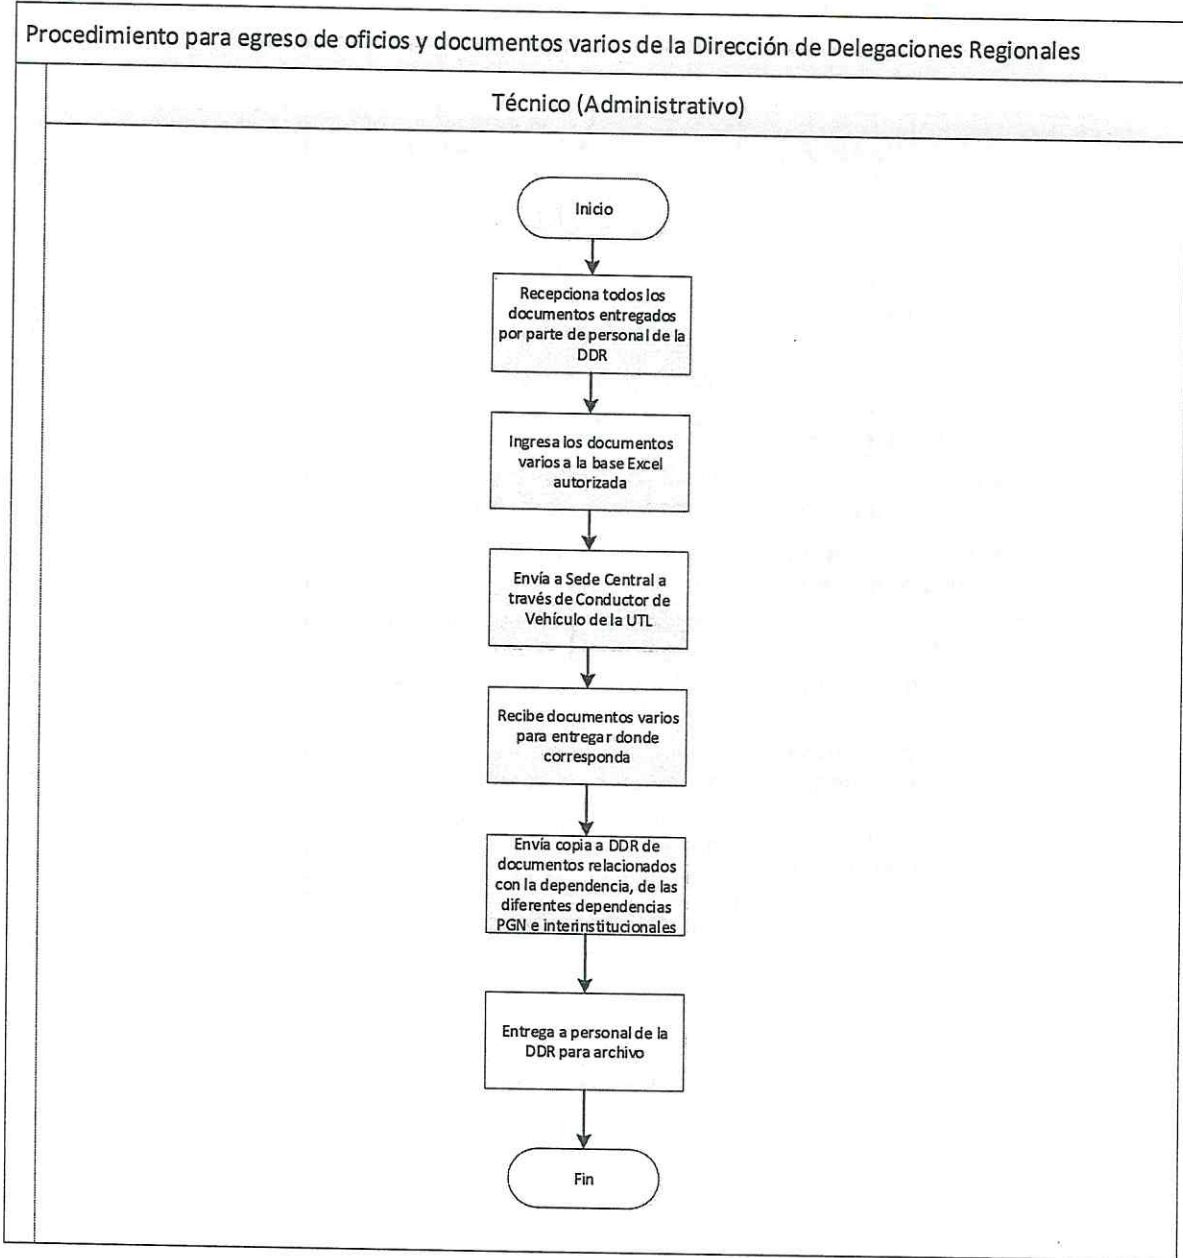 Procedimiento para egreso de oficios y documentos varios de la Dirección de Delegaciones Regionales
Técnico (Administrativo)
Inicio
Recepciona todos los
documentos entregados
por parte de personal de la
DDR
Ingresa los documentos
varios a la base Excel
autorizada
Envía a Sede Central a
través de Conductor de
Vehículo de la UTL
Recibe documentos varios
para entregar donde
corresponda
Envía copia a DDR de
documentos relacionados
con la dependencia, de las
diferentes dependencias
PGN e interinstitucionales
Entrega a personal de la
DDR para archivo
Fin